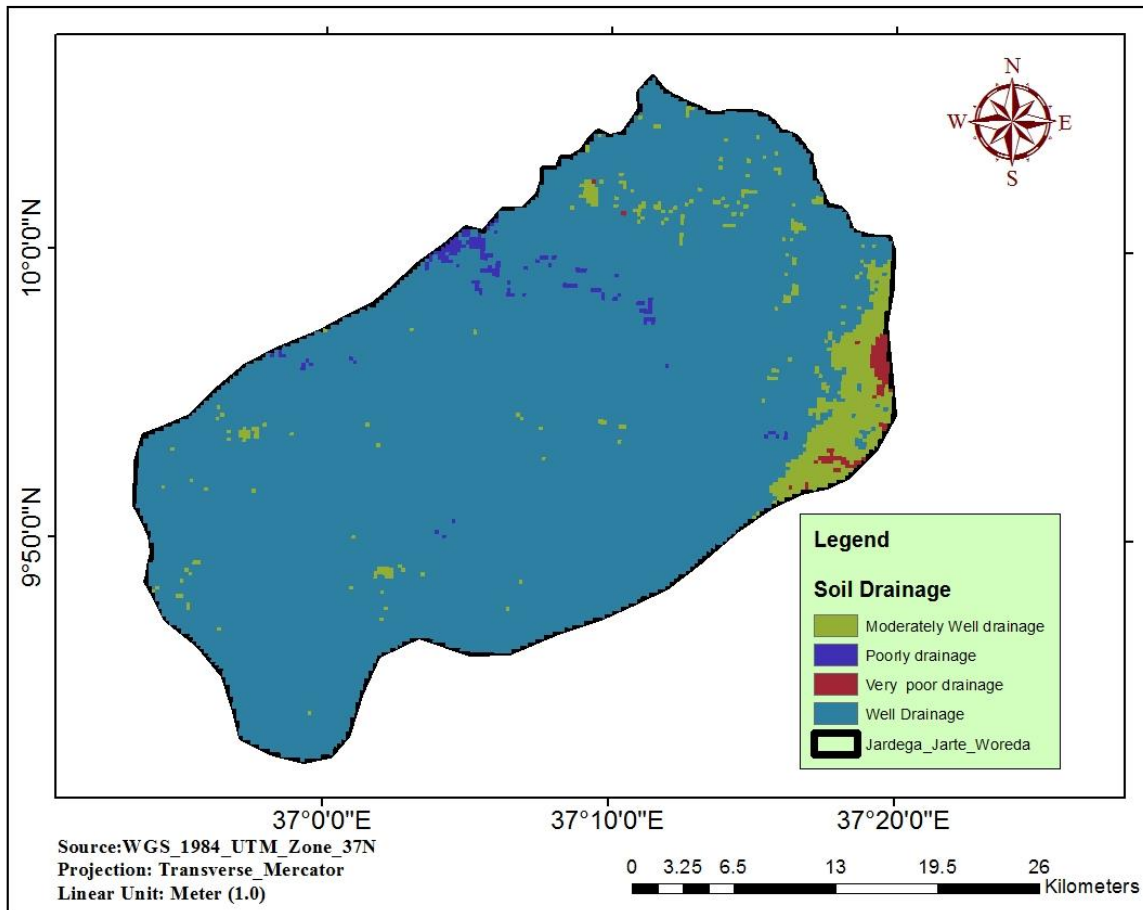 N
W E
S
10°0'0"N
9°50'0"N
Legend
Soil Drainage
Moderately Well drainage
Poorly drainage
Very poor drainage
Well Drainage
Jardega_Jarte_Woreda
37°0'0"E 37°10'0"E 37°20'0"E
Source:WGS_1984_UTM_Zone_37N
Projection: Transverse_Mercator
Linear Unit: Meter (1.0)
0 3.25 6.5 13 19.5 26
Kilometers